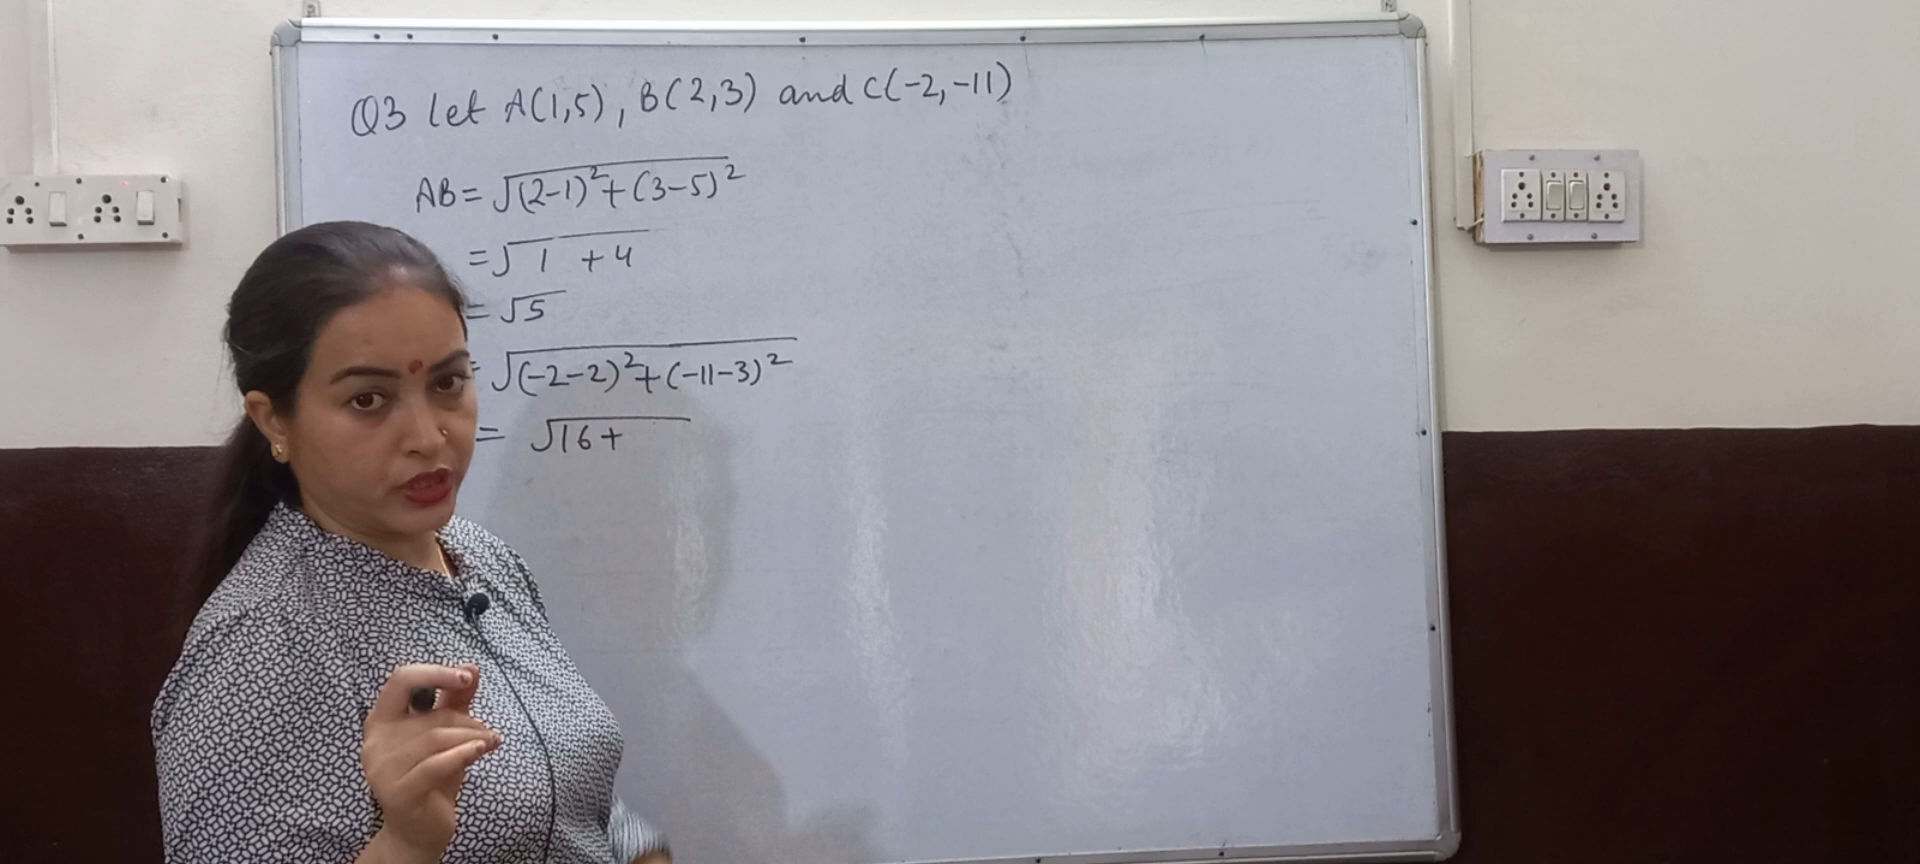 Q3 let A(1,5), B(2,3) and C(-2,-11)
AB = √(2-1)²+(3-5)²
= √1 +4
= √5
= √(-2-2)²+(-11-3)²
= √16+